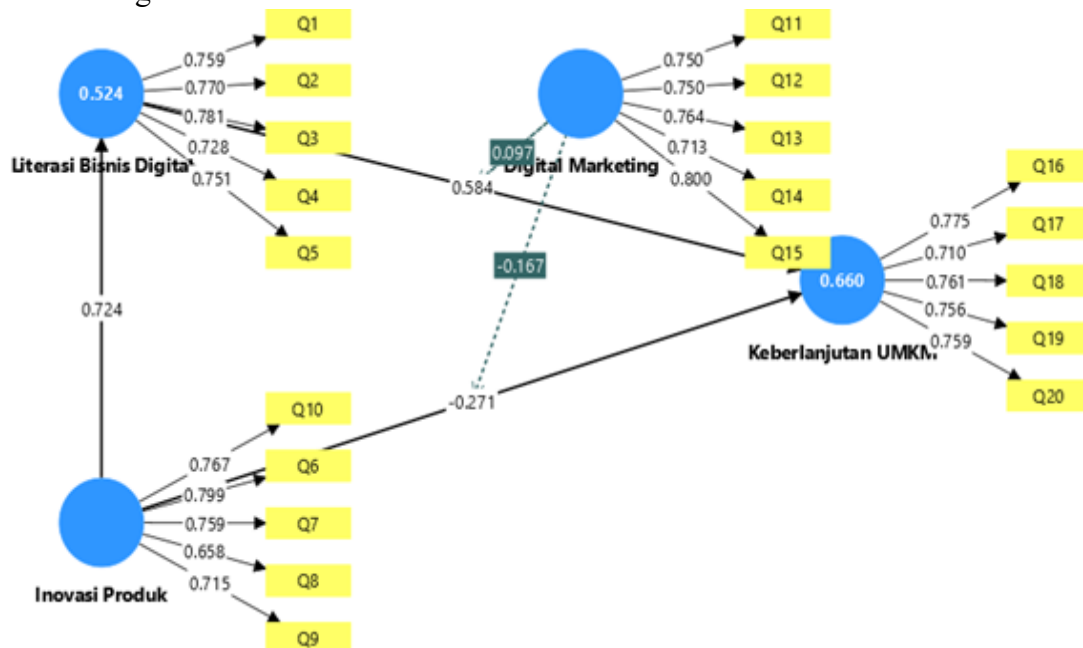 Q1
0.759
Q2
0.770
0.524
0.781
Q3
Literasi Bisnis Digita
0.728
0.751
Q4
Q5
0.724
Q11
0.750
Q12
0.750
0.764
Q13
0.097
Digital Marketing
0.713
0.584
0.800
Q14
Q15
-0.167
Q16
0.775
Q17
0.710
0.660
0.761
Q18
0.756
Q19
Keberlanjutan UMKM
0.759
Q20
-0.271
Q10
0.767
Q6
0.799
0.759
Q7
0.658
Q8
0.715
Inovasi Produk
Q9